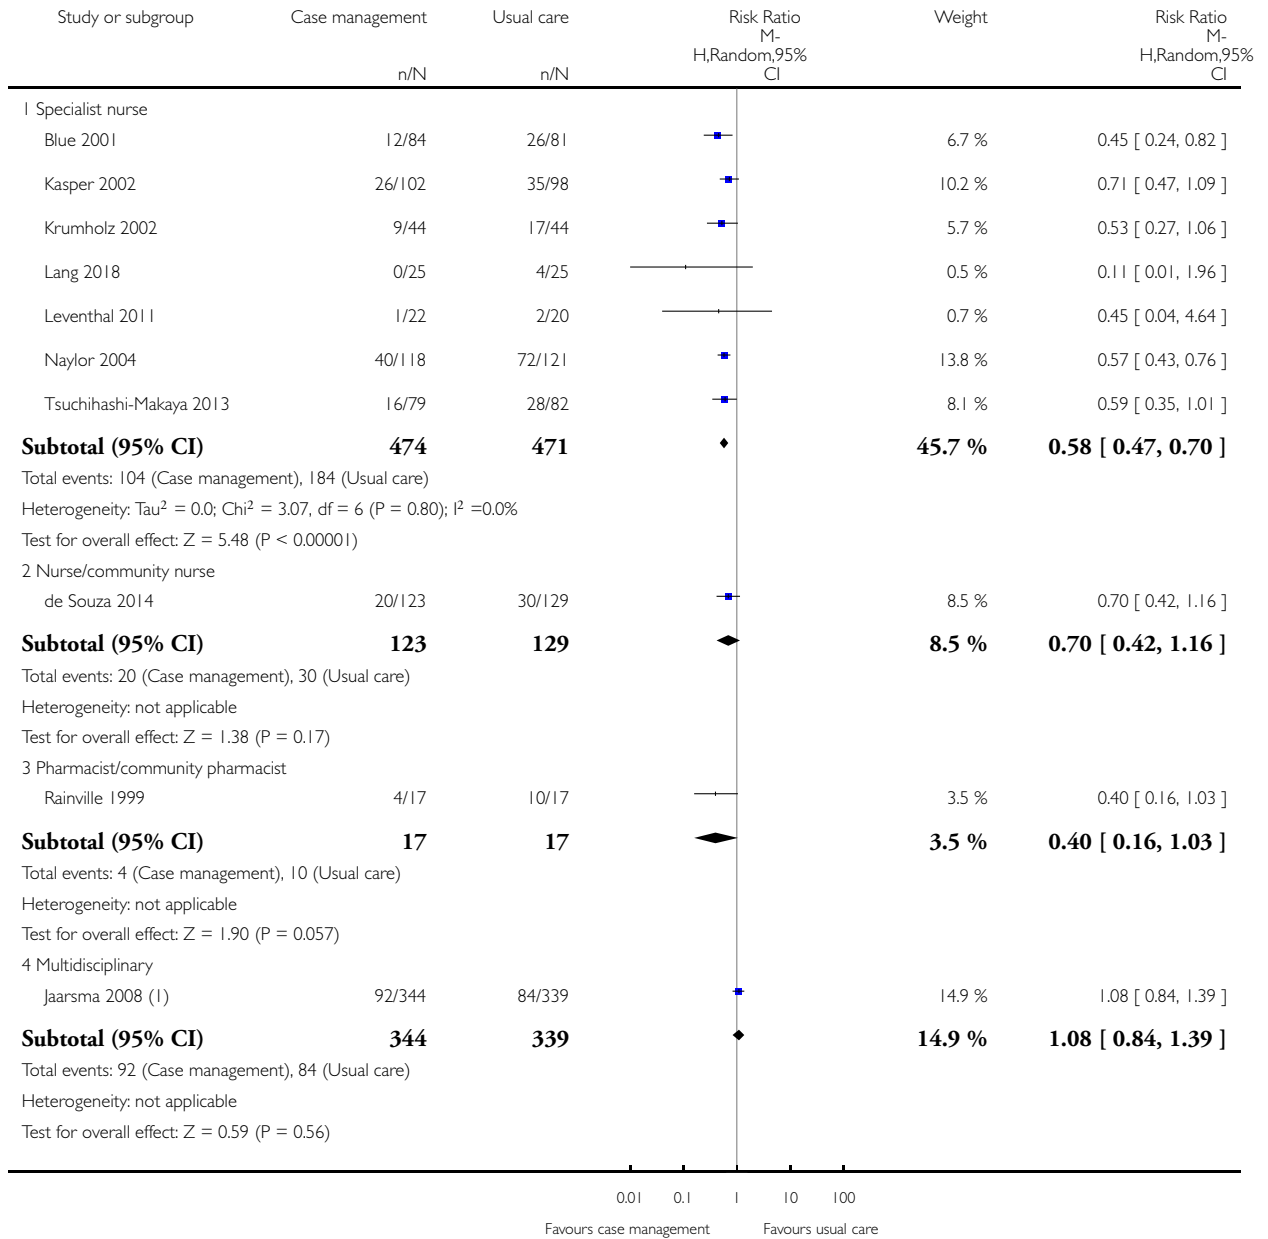 Study or subgroup Case management Usual care Risk Ratio Weight Risk Ratio
M- M-
H,Random,95% H,Random,95%
n/N n/N CI CI
1 Specialist nurse
Blue 2001 12/84 26/81 6.7 % 0.45 [ 0.24, 0.82 ]
Kasper 2002 26/102 35/98 10.2 % 0.71 [ 0.47, 1.09 ]
Krumholz 2002 9/44 17/44 5.7 % 0.53 [ 0.27, 1.06 ]
Lang 2018 0/25 4/25 0.5 % 0.11 [ 0.01, 1.96 ]
Leventhal 2011 1/22 2/20 0.7 % 0.45 [ 0.04, 4.64 ]
Naylor 2004 40/118 72/121 13.8 % 0.57 [ 0.43, 0.76 ]
Tsuchihashi-Makaya 2013 16/79 28/82 8.1 % 0.59 [ 0.35, 1.01 ]
Subtotal (95% CI) 474 471 45.7 % 0.58 [ 0.47, 0.70 ]
Total events: 104 (Case management), 184 (Usual care)
Heterogeneity: Tau² = 0.0; Chi² = 3.07, df = 6 (P = 0.80); I² =0.0%
Test for overall effect: Z = 5.48 (P < 0.00001)
2 Nurse/community nurse
de Souza 2014 20/123 30/129 8.5 % 0.70 [ 0.42, 1.16 ]
Subtotal (95% CI) 123 129 8.5 % 0.70 [ 0.42, 1.16 ]
Total events: 20 (Case management), 30 (Usual care)
Heterogeneity: not applicable
Test for overall effect: Z = 1.38 (P = 0.17)
3 Pharmacist/community pharmacist
Rainville 1999 4/17 10/17 3.5 % 0.40 [ 0.16, 1.03 ]
Subtotal (95% CI) 17 17 3.5 % 0.40 [ 0.16, 1.03 ]
Total events: 4 (Case management), 10 (Usual care)
Heterogeneity: not applicable
Test for overall effect: Z = 1.90 (P = 0.057)
4 Multidisciplinary
Jaarsma 2008 (1) 92/344 84/339 14.9 % 1.08 [ 0.84, 1.39 ]
Subtotal (95% CI) 344 339 14.9 % 1.08 [ 0.84, 1.39 ]
Total events: 92 (Case management), 84 (Usual care)
Heterogeneity: not applicable
Test for overall effect: Z = 0.59 (P = 0.56)
0.01 0.1 1 10 100
Favours case management Favours usual care